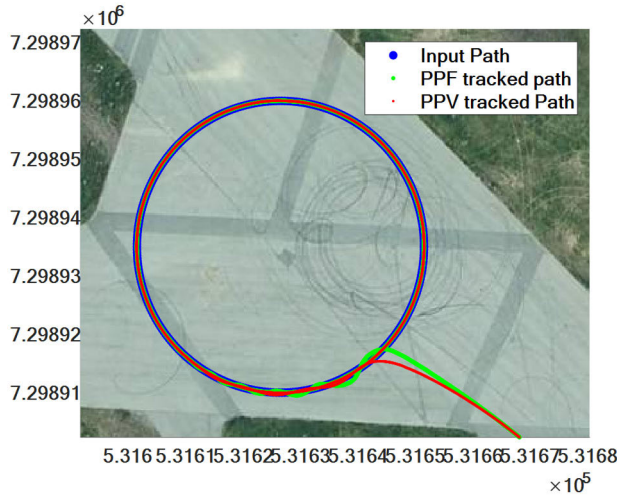 ×10⁶
7.29897
7.29896
7.29895
7.29894
7.29893
7.29892
7.29891
Input Path
PPF tracked path
PPV tracked Path
5.316 5.3161 5.3162 5.3163 5.3164 5.3165 5.3166 5.3167 5.3168
×10⁵